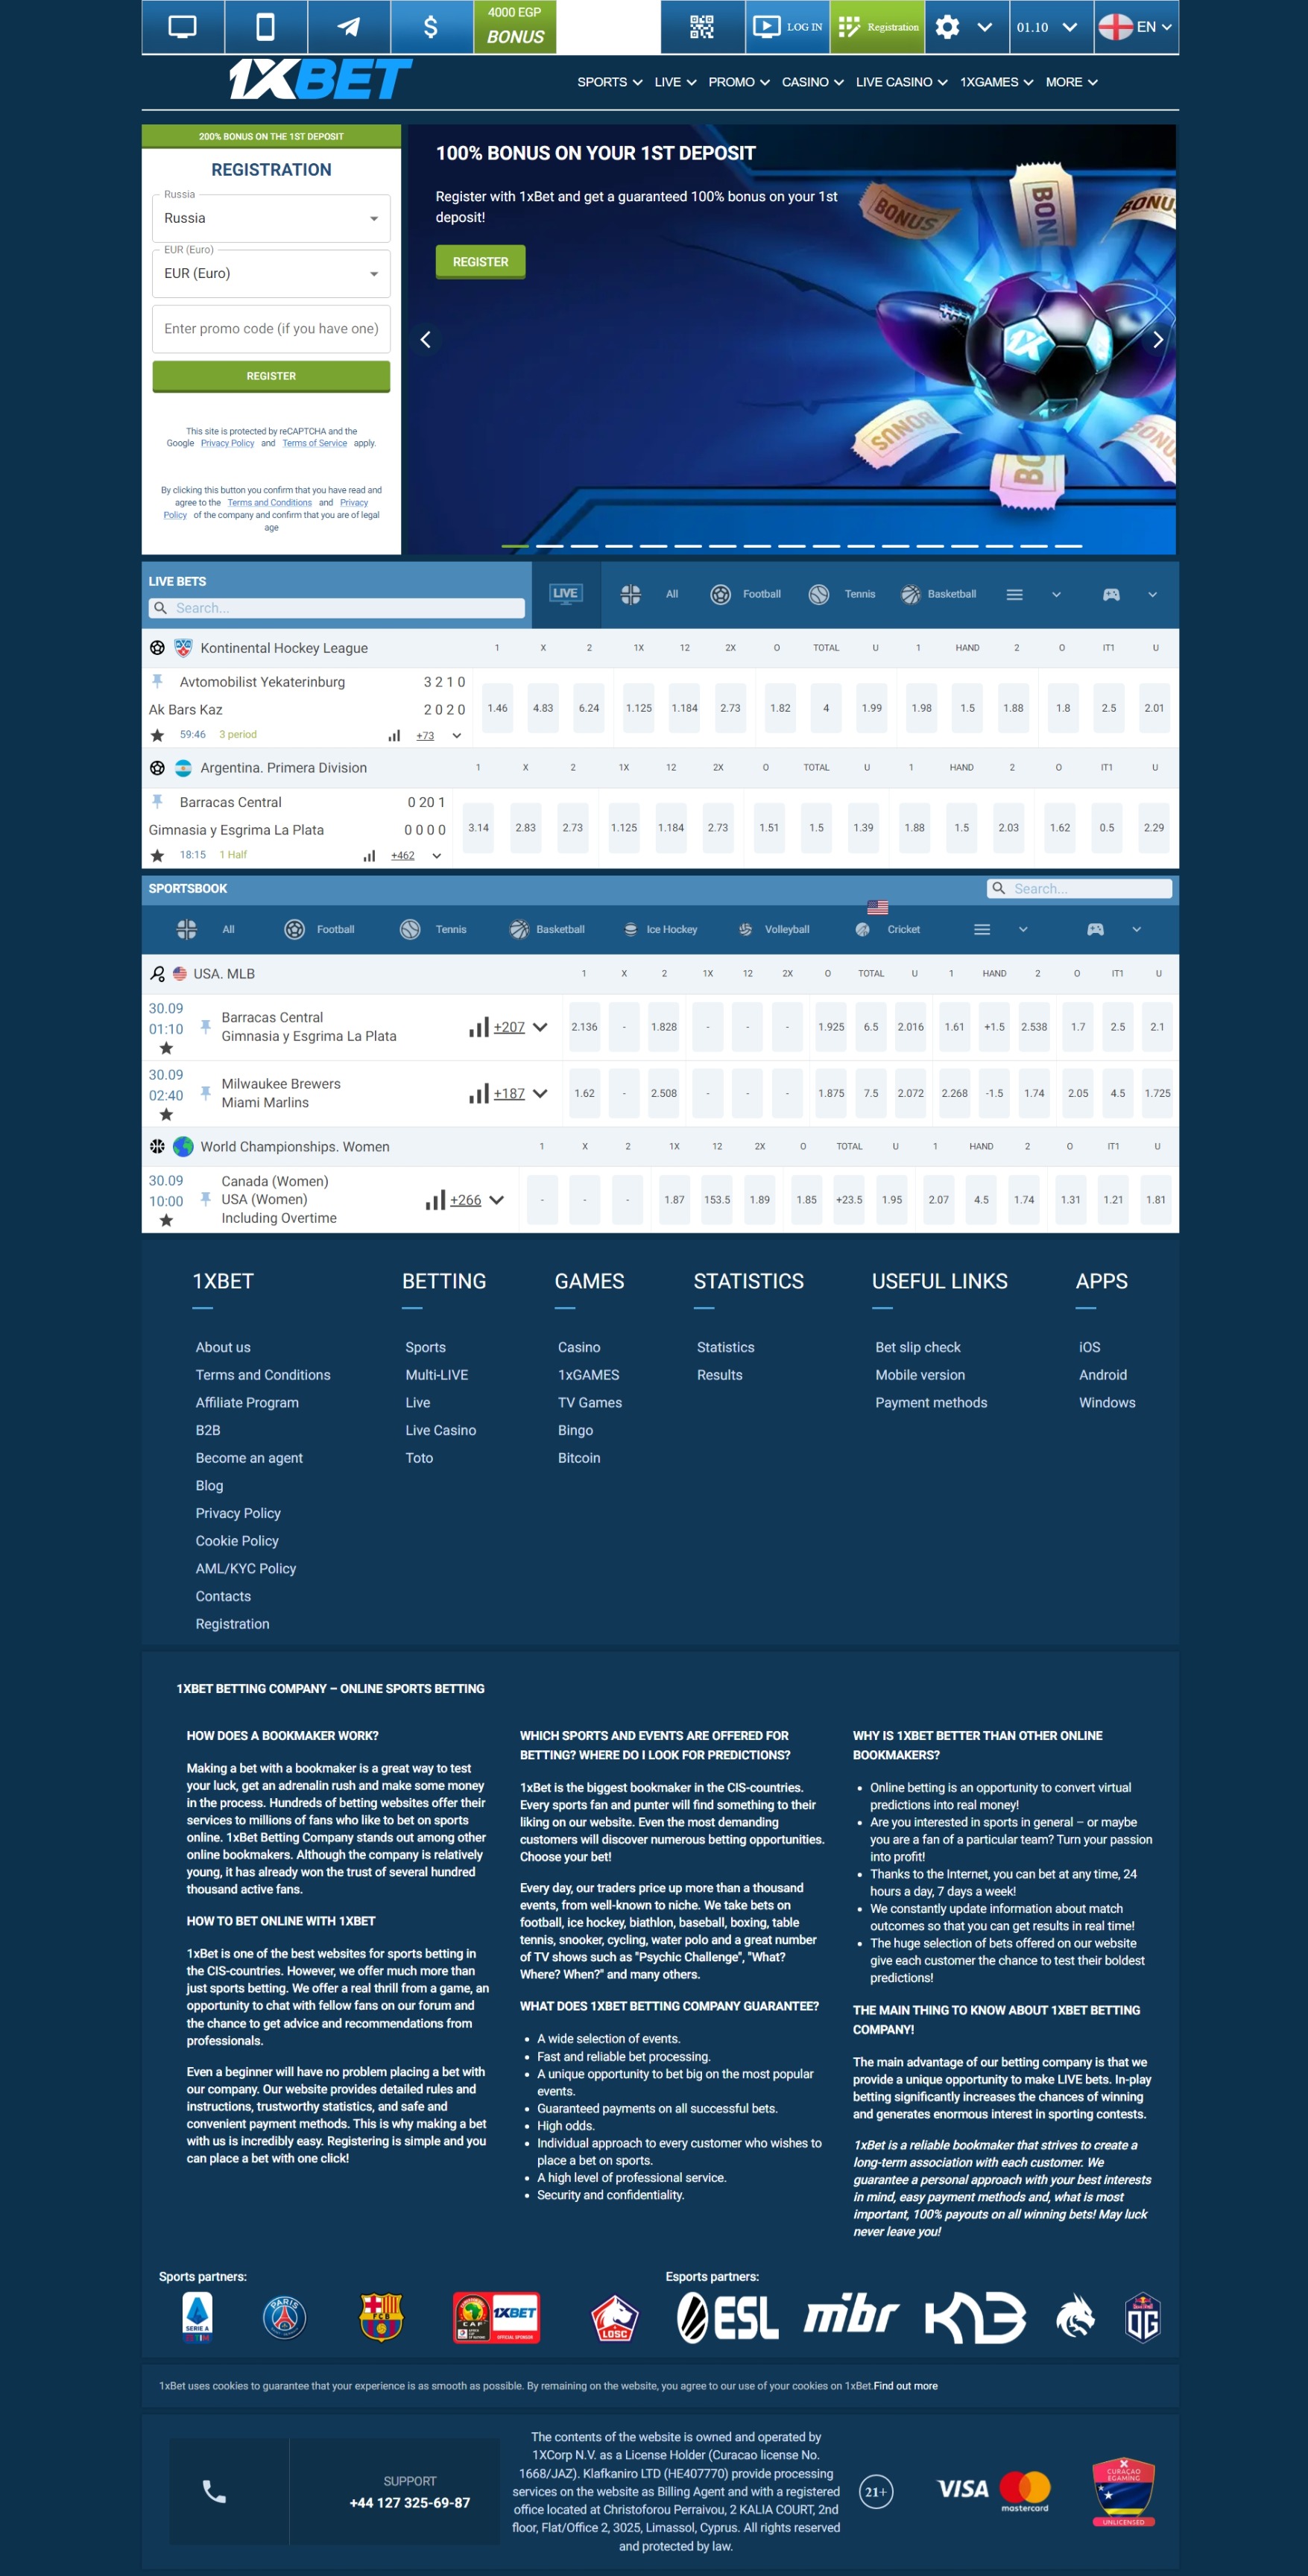 4000 EGP
BONUS
LOG IN
Registration
01.10
EN
1XBET
SPORTS LIVE PROMO CASINO LIVE CASINO 1XGAMES MORE
200% BONUS ON THE 1ST DEPOSIT
REGISTRATION
Russia
Russia
EUR (Euro)
EUR (Euro)
Enter promo code (if you have one)
REGISTER
This site is protected by reCAPTCHA and the
Google Privacy Policy and Terms of Service apply.
By clicking this button you confirm that you have read and
agree to the Terms and Conditions and Privacy
Policy of the company and confirm that you are of legal
age
100% BONUS ON YOUR 1ST DEPOSIT
Register with 1xBet and get a guaranteed 100% bonus on your 1st
deposit!
REGISTER
BONUS
BONU
BONU
BONUS
BONU
BO
1X
LIVE BETS
Search...
LIVE
All Football Tennis Basketball
Kontinental Hockey League 1 X 2 1X 12 2X O TOTAL U 1 HAND 2 O IT1 U
Avtomobilist Yekaterinburg 3 2 1 0
Ak Bars Kaz 2 0 2 0
1.46 4.83 6.24 1.125 1.184 2.73 1.82 4 1.99 1.98 1.5 1.88 1.8 2.5 2.01
59:46 3 period +73
Argentina. Primera Division 1 X 2 1X 12 2X O TOTAL U 1 HAND 2 O IT1 U
Barracas Central 0 20 1
Gimnasia y Esgrima La Plata 0 0 0 0
3.14 2.83 2.73 1.125 1.184 2.73 1.51 1.5 1.39 1.88 1.5 2.03 1.62 0.5 2.29
18:15 1 Half +462
SPORTSBOOK
Search...
All Football Tennis Basketball Ice Hockey Volleyball Cricket
USA. MLB 1 X 2 1X 12 2X O TOTAL U 1 HAND 2 O IT1 U
30.09
01:10
Barracas Central
Gimnasia y Esgrima La Plata
+207 2.136 - 1.828 - - - 1.925 6.5 2.016 1.61 +1.5 2.538 1.7 2.5 2.1
30.09
02:40
Milwaukee Brewers
Miami Marlins
+187 1.62 - 2.508 - - - 1.875 7.5 2.072 2.268 -1.5 1.74 2.05 4.5 1.725
World Championships. Women 1 X 2 1X 12 2X O TOTAL U 1 HAND 2 O IT1 U
30.09
10:00
Canada (Women)
USA (Women)
Including Overtime
+266 - - - 1.87 153.5 1.89 1.85 +23.5 1.95 2.07 4.5 1.74 1.31 1.21 1.81
1XBET
About us
Terms and Conditions
Affiliate Program
B2B
Become an agent
Blog
Privacy Policy
Cookie Policy
AML/KYC Policy
Contacts
Registration
BETTING
Sports
Multi-LIVE
Live
Live Casino
Toto
GAMES
Casino
1xGAMES
TV Games
Bingo
Bitcoin
STATISTICS
Statistics
Results
USEFUL LINKS
Bet slip check
Mobile version
Payment methods
APPS
iOS
Android
Windows
1XBET BETTING COMPANY – ONLINE SPORTS BETTING
HOW DOES A BOOKMAKER WORK?
Making a bet with a bookmaker is a great way to test
your luck, get an adrenalin rush and make some money
in the process. Hundreds of betting websites offer their
services to millions of fans who like to bet on sports
online. 1xBet Betting Company stands out among other
online bookmakers. Although the company is relatively
young, it has already won the trust of several hundred
thousand active fans.
HOW TO BET ONLINE WITH 1XBET
1xBet is one of the best websites for sports betting in
the CIS-countries. However, we offer much more than
just sports betting. We offer a real thrill from a game, an
opportunity to chat with fellow fans on our forum and
the chance to get advice and recommendations from
professionals.
Even a beginner will have no problem placing a bet with
our company. Our website provides detailed rules and
instructions, trustworthy statistics, and safe and
convenient payment methods. This is why making a bet
with us is incredibly easy. Registering is simple and you
can place a bet with one click!
WHICH SPORTS AND EVENTS ARE OFFERED FOR
BETTING? WHERE DO I LOOK FOR PREDICTIONS?
1xBet is the biggest bookmaker in the CIS-countries.
Every sports fan and punter will find something to their
liking on our website. Even the most demanding
customers will discover numerous betting opportunities.
Choose your bet!
Every day, our traders price up more than a thousand
events, from well-known to niche. We take bets on
football, ice hockey, biathlon, baseball, boxing, table
tennis, snooker, cycling, water polo and a great number
of TV shows such as "Psychic Challenge", "What?
Where? When?" and many others.
WHAT DOES 1XBET BETTING COMPANY GUARANTEE?
• A wide selection of events.
• Fast and reliable bet processing.
• A unique opportunity to bet big on the most popular
events.
• Guaranteed payments on all successful bets.
• High odds.
• Individual approach to every customer who wishes to
place a bet on sports.
• A high level of professional service.
• Security and confidentiality.
WHY IS 1XBET BETTER THAN OTHER ONLINE
BOOKMAKERS?
• Online betting is an opportunity to convert virtual
predictions into real money!
• Are you interested in sports in general – or maybe
you are a fan of a particular team? Turn your passion
into profit!
• Thanks to the Internet, you can bet at any time, 24
hours a day, 7 days a week!
• We constantly update information about match
outcomes so that you can get results in real time!
• The huge selection of bets offered on our website
give each customer the chance to test their boldest
predictions!
THE MAIN THING TO KNOW ABOUT 1XBET BETTING
COMPANY!
The main advantage of our betting company is that we
provide a unique opportunity to make LIVE bets. In-play
betting significantly increases the chances of winning
and generates enormous interest in sporting contests.
1xBet is a reliable bookmaker that strives to create a
long-term association with each customer. We
guarantee a personal approach with your best interests
in mind, easy payment methods and, what is most
important, 100% payouts on all winning bets! May luck
never leave you!
Sports partners:
SERIE A
TIM
PARIS
FCB
CAF
1XBET
OFFICIAL SPONSOR
LOSC
Esports partners:
ESL
mibr
OG
1xBet uses cookies to guarantee that your experience is as smooth as possible. By remaining on the website, you agree to our use of your cookies on 1xBet.Find out more
SUPPORT
+44 127 325-69-87
The contents of the website is owned and operated by
1XCorp N.V. as a License Holder (Curacao license No.
1668/JAZ). Klafkaniro LTD (HE407770) provide processing
services on the website as Billing Agent and with a registered
office located at Christoforou Perraivou, 2 KALIA COURT, 2nd
floor, Flat/Office 2, 3025, Limassol, Cyprus. All rights reserved
and protected by law.
21+
VISA
mastercard
CURAÇAO
EGAMING
UNLICENSED